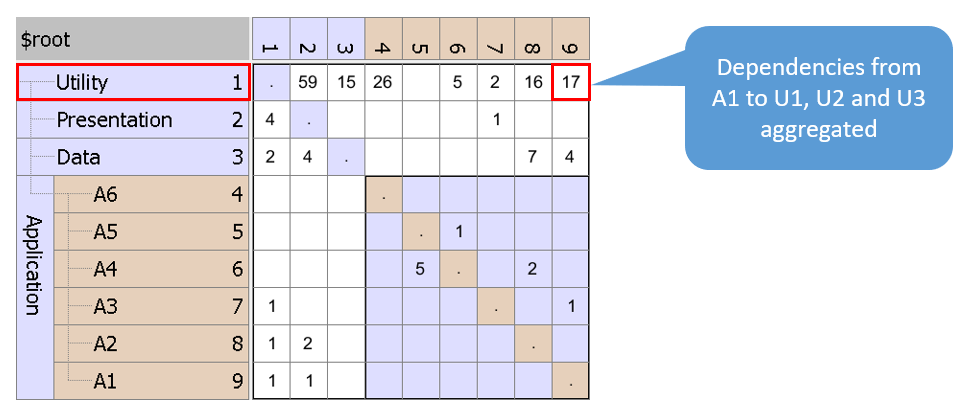 $root 1 2 3 4 5 6 7 8 9
Utility 1 . 59 15 26 5 2 16 17
Presentation 2 4 . 1
Data 3 2 4 . 7 4
Application
A6 4 .
A5 5 . 1
A4 6 5 . 2
A3 7 1 . 1
A2 8 1 2 .
A1 9 1 1 .
Dependencies from
A1 to U1, U2 and U3
aggregated